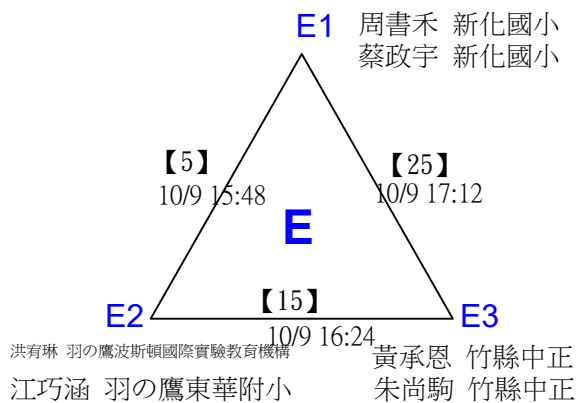 E1
周書禾 新化國小
蔡政宇 新化國小
【5】
10/9 15:48
【25】
10/9 17:12
E
【15】
10/9 16:24
E2
E3
洪宥琳 羽の鷹波斯頓國際實驗教育機構
江巧涵 羽の鷹東華附小
黃承恩 竹縣中正
朱尚駒 竹縣中正